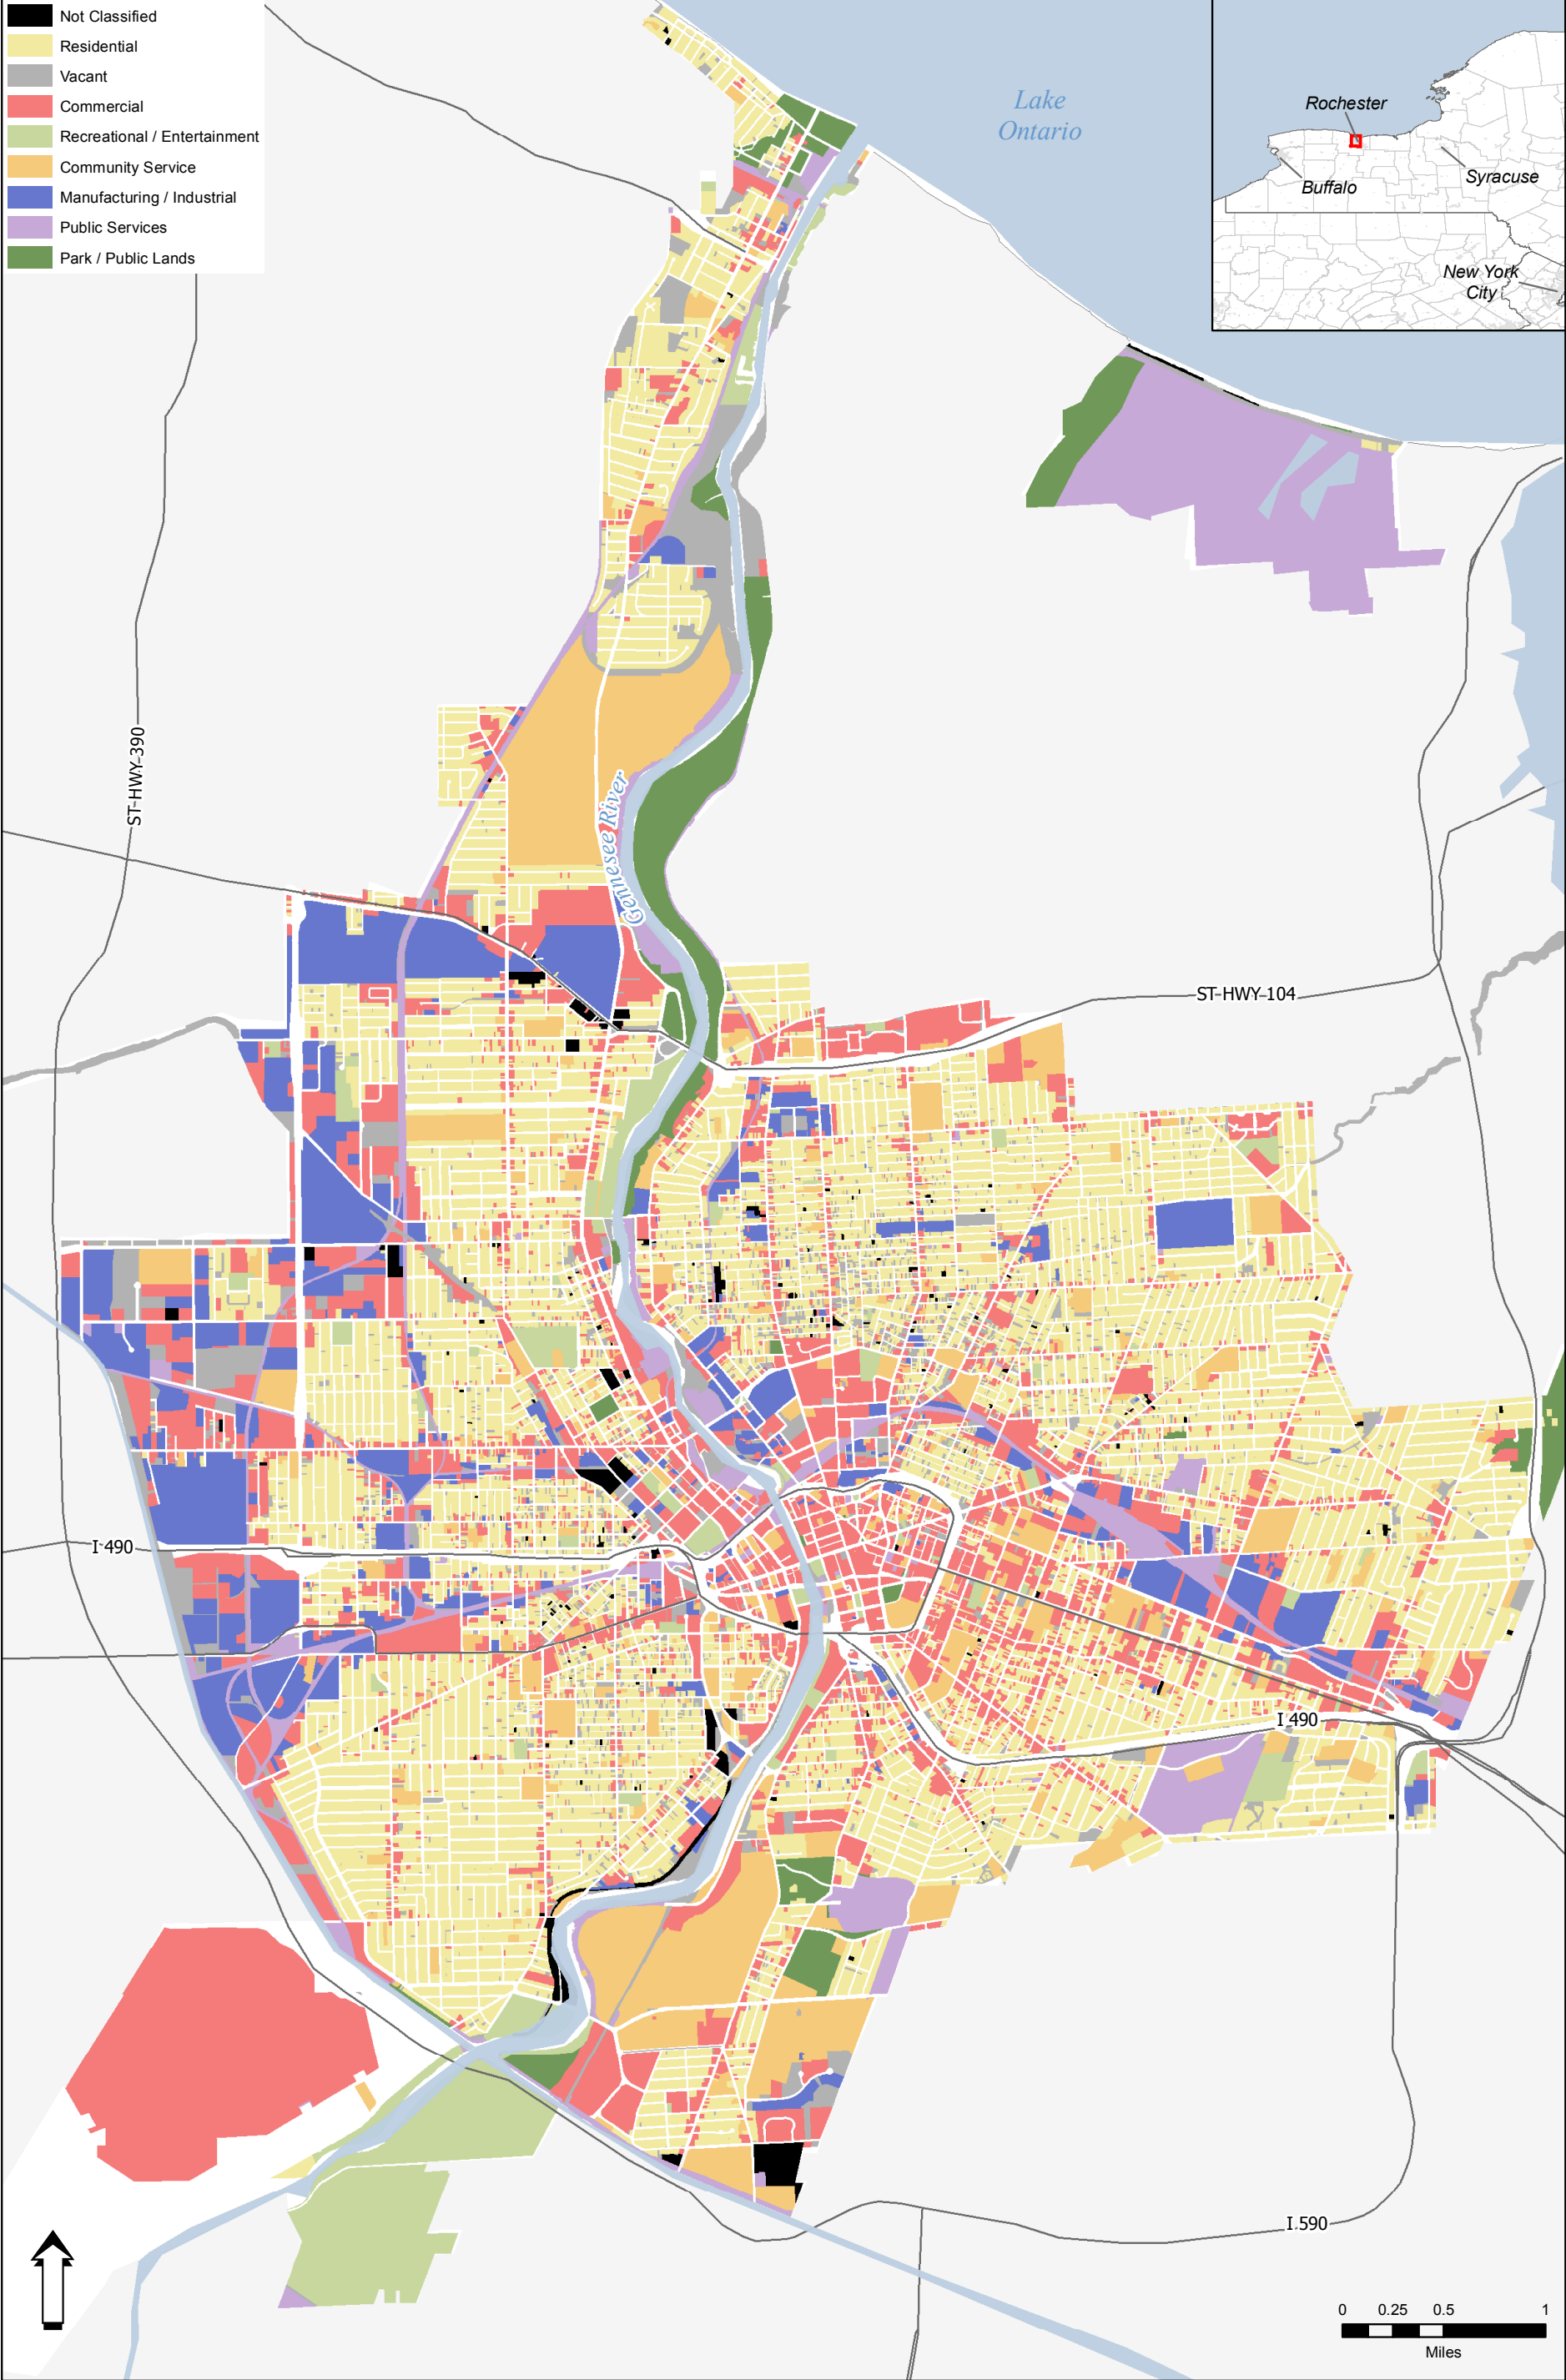 Not Classified
Residential
Vacant
Commercial
Recreational / Entertainment
Community Service
Manufacturing / Industrial
Public Services
Park / Public Lands
Lake
Ontario
Rochester
Buffalo
Syracuse
New York
City
ST-HWY-390
Gennesee River
ST-HWY-104
I-490
I 490
I 590
0 0.25 0.5 1
Miles